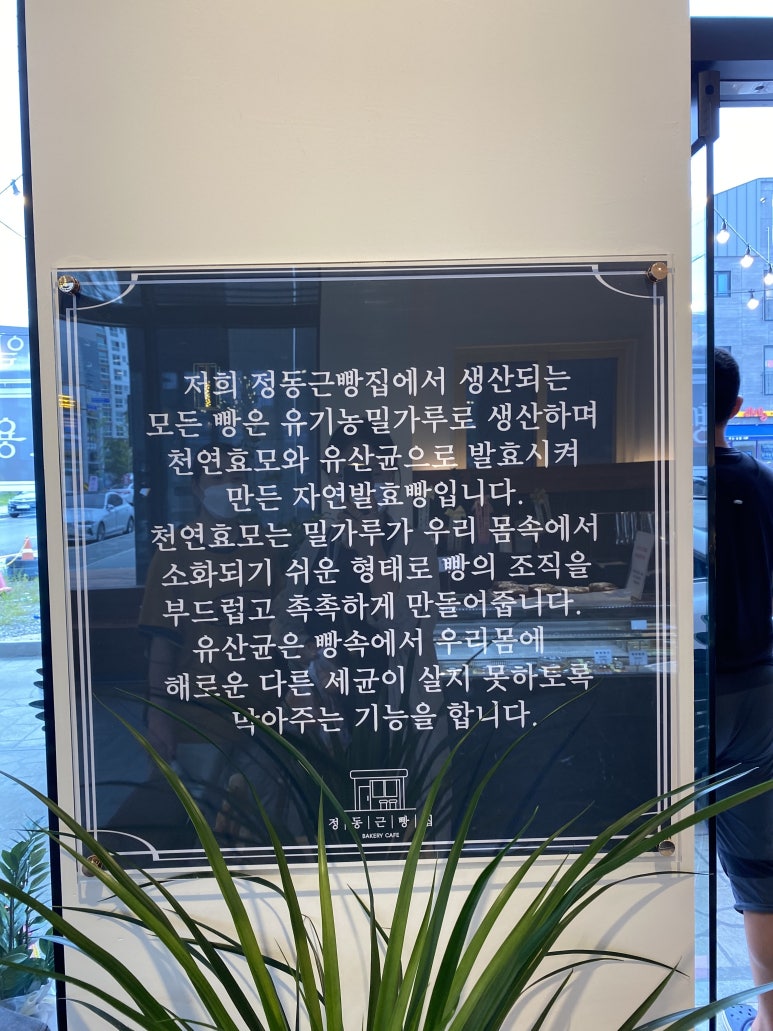 저희 정동근빵집에서 생산되는
모든 빵은 유기농밀가루로 생산하며
천연효모와 유산균으로 발효시켜
만든 자연발효빵입니다.
천연효모는 밀가루가 우리 몸속에서
소화되기 쉬운 형태로 빵의 조직을
부드럽고 촉촉하게 만들어줍니다.
유산균은 빵속에서 우리몸에
해로운 다른 세균이 살지 못하도록
막아주는 기능을 합니다.
정|동|근|빵|집
BAKERY CAFE